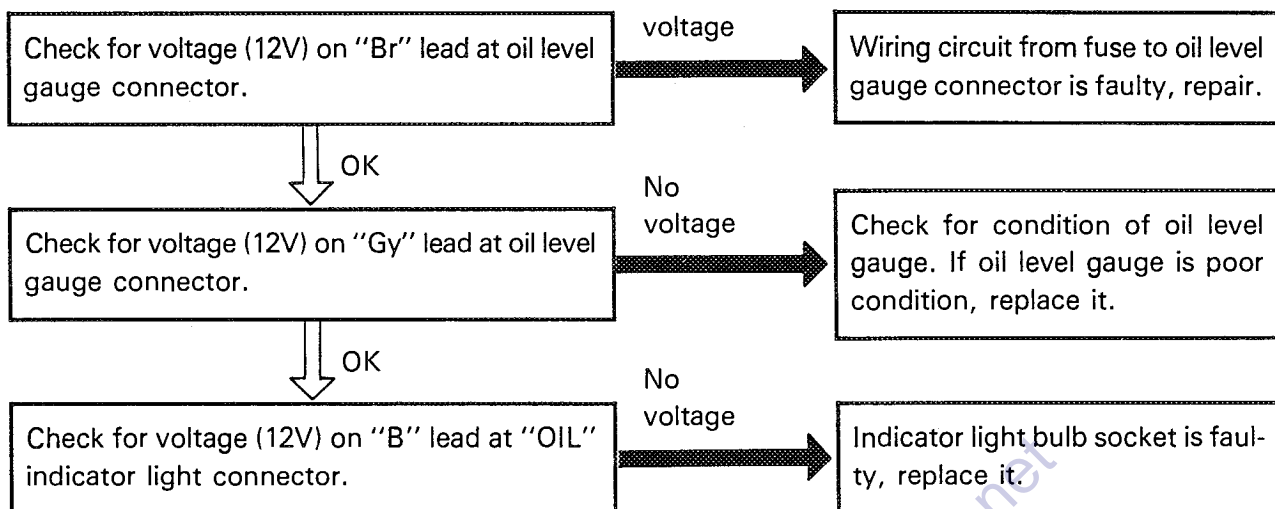 Check for voltage (12V) on "Br" lead at oil level
gauge connector.
voltage
Wiring circuit from fuse to oil level
gauge connector is faulty, repair.
OK
Check for voltage (12V) on "Gy" lead at oil level
gauge connector.
No
voltage
Check for condition of oil level
gauge. If oil level gauge is poor
condition, replace it.
OK
Check for voltage (12V) on "B" lead at "OIL"
indicator light connector.
No
voltage
Indicator light bulb socket is faul-
ty, replace it.
net